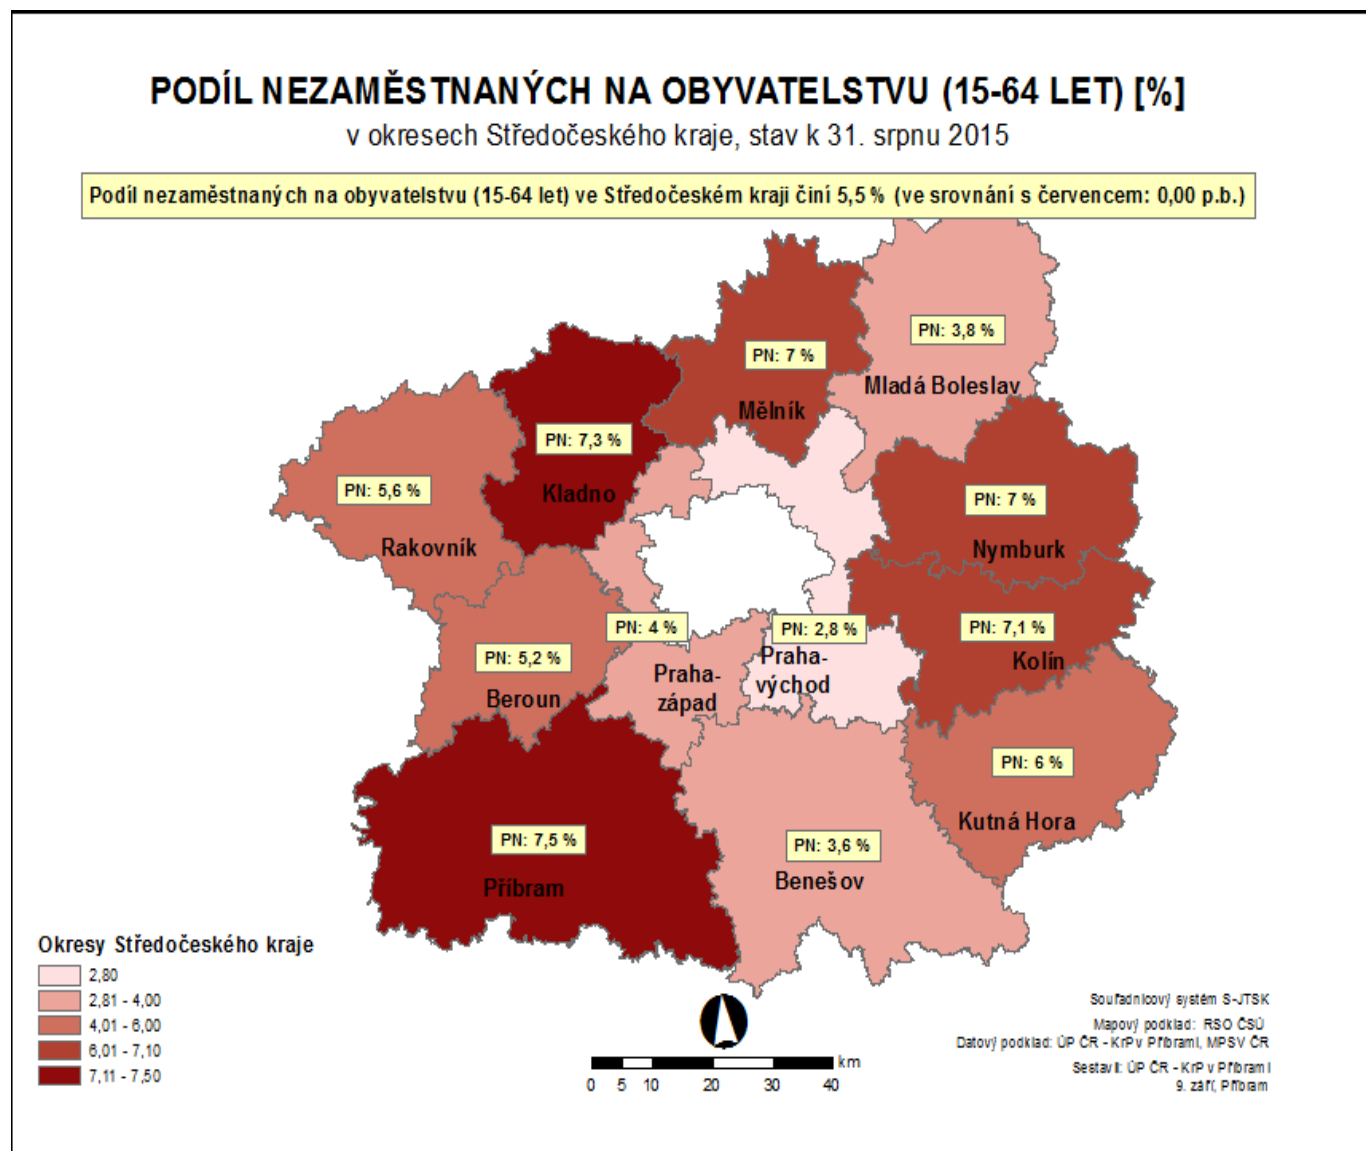 PODÍL NEZAMĚSTNANÝCH NA OBYVATELSTVU (15-64 LET) [%]
v okresech Středočeského kraje, stav k 31. srpnu 2015
Podíl nezaměstnaných na obyvatelstvu (15-64 let) ve Středočeském kraji činí 5,5 % (ve srovnání s červencem: 0,00 p.b.)
PN: 3,8 %
Mladá Boleslav
PN: 7 %
Mělník
PN: 7,3 %
Kladno
PN: 5,6 %
Rakovník
PN: 7 %
Nymburk
PN: 4 %
Praha-
západ
PN: 2,8 %
Praha-
východ
PN: 7,1 %
Kolín
PN: 5,2 %
Beroun
PN: 6 %
Kutná Hora
PN: 7,5 %
Příbram
PN: 3,6 %
Benešov
Okresy Středočeského kraje
2,80
2,81 - 4,00
4,01 - 6,00
6,01 - 7,10
7,11 - 7,50
km
0 5 10 20 30 40
Souřadnicový systém S-JTSK
Mapový podklad: RSO ČSÚ
Datový podklad: ÚP ČR - KrP v Příbrami, MPSV ČR
Sestavil: ÚP ČR - KrP v Příbrami
9. září, Příbram